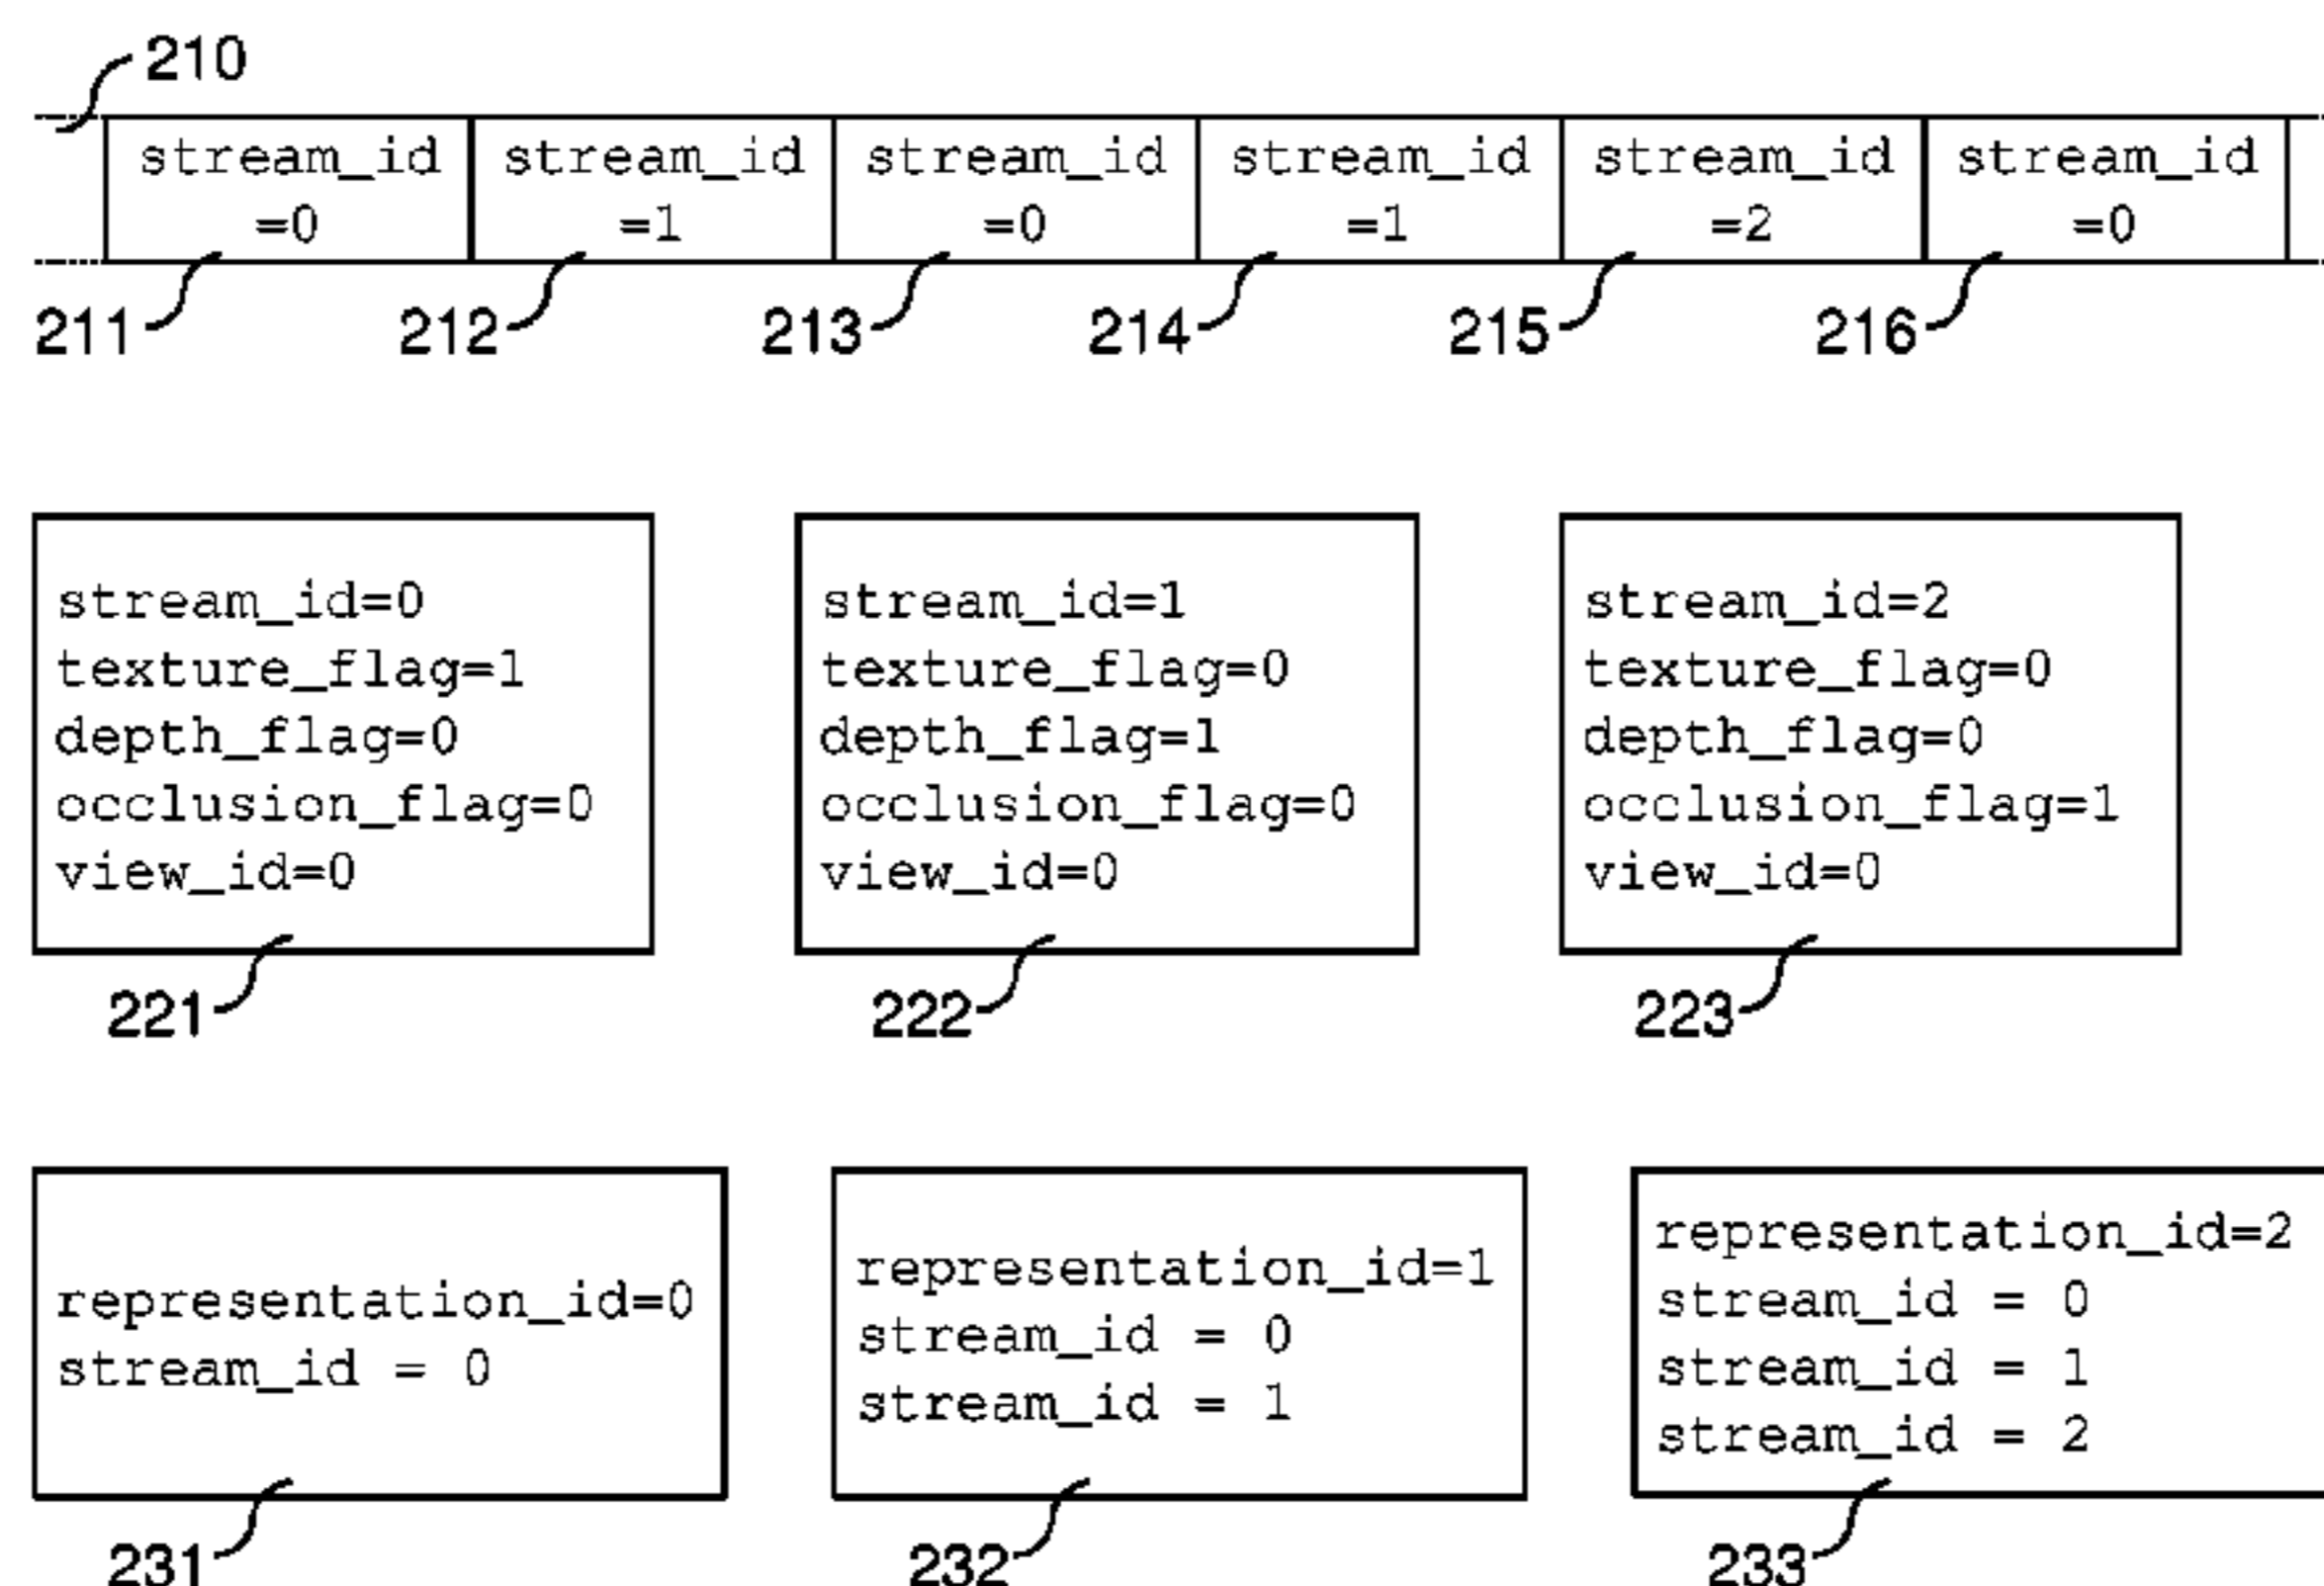 210
stream_id stream_id stream_id stream_id stream_id stream_id
=0 =1 =0 =1 =2 =0
211 212 213 214 215 216
stream_id=0
texture_flag=1
depth_flag=0
occlusion_flag=0
view_id=0
221
stream_id=1
texture_flag=0
depth_flag=1
occlusion_flag=0
view_id=0
222
stream_id=2
texture_flag=0
depth_flag=0
occlusion_flag=1
view_id=0
223
representation_id=0
stream_id = 0
231
representation_id=1
stream_id = 0
stream_id = 1
232
representation_id=2
stream_id = 0
stream_id = 1
stream_id = 2
233